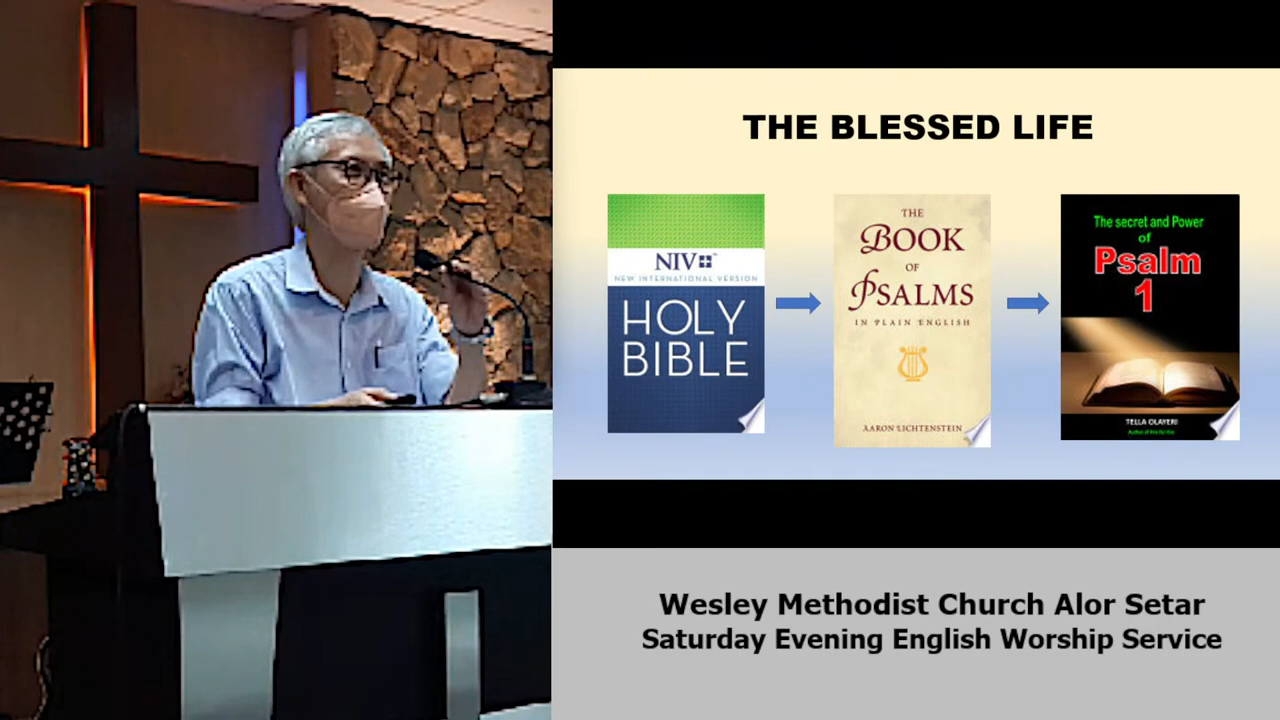 THE BLESSED LIFE
NIV
NEW INTERNATIONAL VERSION
HOLY
BIBLE
THE
BOOK
OF
PSALMS
IN PLAIN ENGLISH
AARON LICHTENSTEIN
The secret and Power
of
Psalm
1
TELLA OLAYERI
Wesley Methodist Church Alor Setar
Saturday Evening English Worship Service